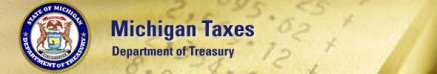 STATE OF MICHIGAN
DEPARTMENT OF TREASURY
Michigan Taxes
Department of Treasury